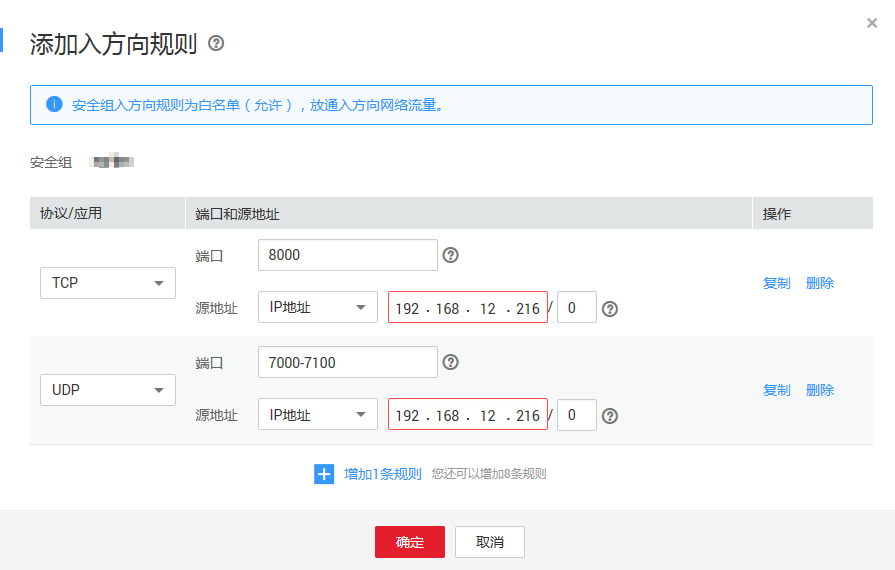 添加入方向规则 ?
×
i 安全组入方向规则为白名单（允许），放通入方向网络流量。
安全组
协议/应用 端口和源地址 操作
TCP 端口 8000 ?
源地址 IP地址 192 . 168 . 12 . 216 / 0 ? 复制 删除
UDP 端口 7000-7100 ?
源地址 IP地址 192 . 168 . 12 . 216 / 0 ? 复制 删除
+ 增加1条规则 您还可以增加8条规则
确定 取消